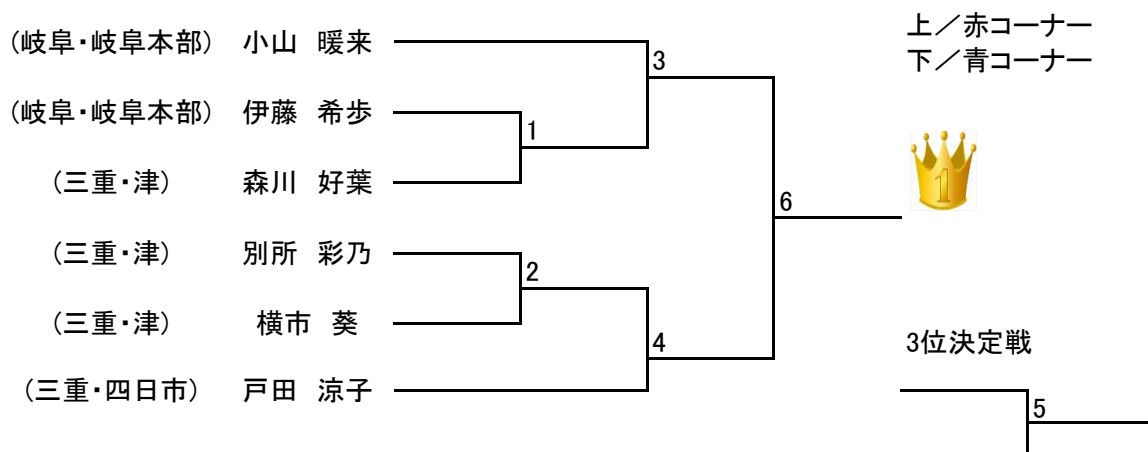 (岐阜・岐阜本部) 小山 暖来
3
上／赤コーナー
下／青コーナー
(岐阜・岐阜本部) 伊藤 希歩
1
(三重・津) 森川 好葉
1
6
(三重・津) 別所 彩乃
2
(三重・津) 横市 葵
4
3位決定戦
(三重・四日市) 戸田 涼子
5